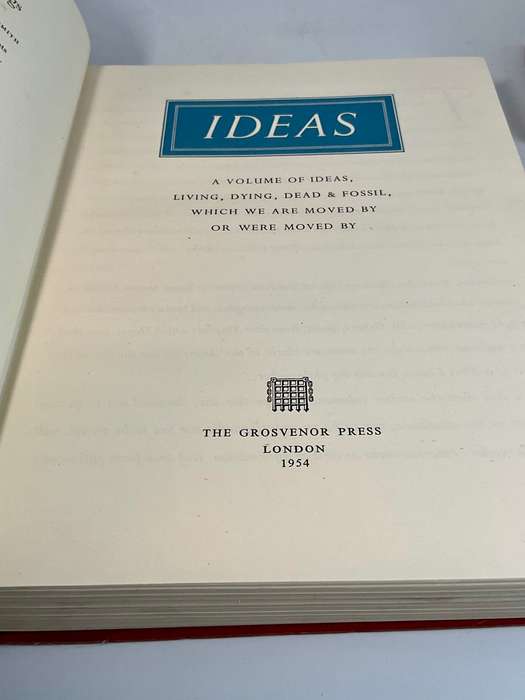 SMITH
IDEAS
A VOLUME OF IDEAS,
LIVING, DYING, DEAD & FOSSIL,
WHICH WE ARE MOVED BY
OR WERE MOVED BY
THE GROSVENOR PRESS
LONDON
1954